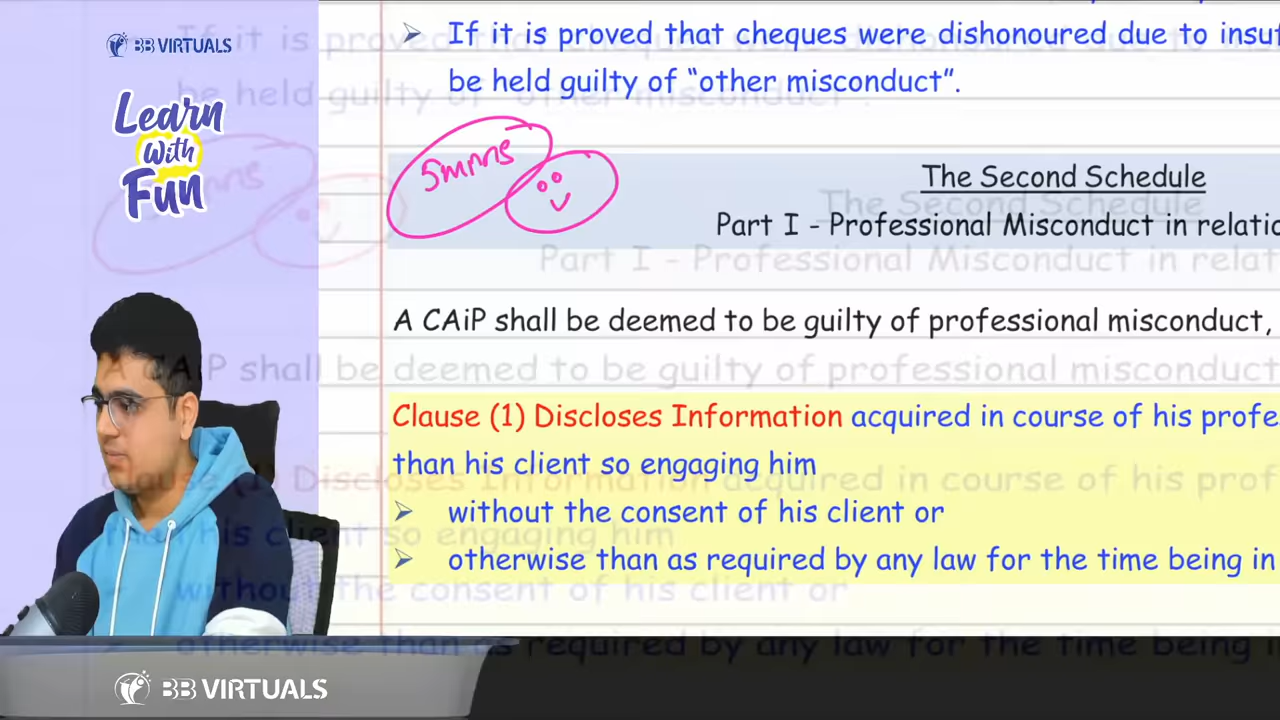 BB VIRTUALS
Learn
With
Fun
➢ If it is proved that cheques were dishonoured due to insuf
be held guilty of “other misconduct”.
5mins
The Second Schedule
Part I - Professional Misconduct in relatio
A CAiP shall be deemed to be guilty of professional misconduct,
Clause (1) Discloses Information acquired in course of his profe
than his client so engaging him
➢ without the consent of his client or
➢ otherwise than as required by any law for the time being in
BB VIRTUALS